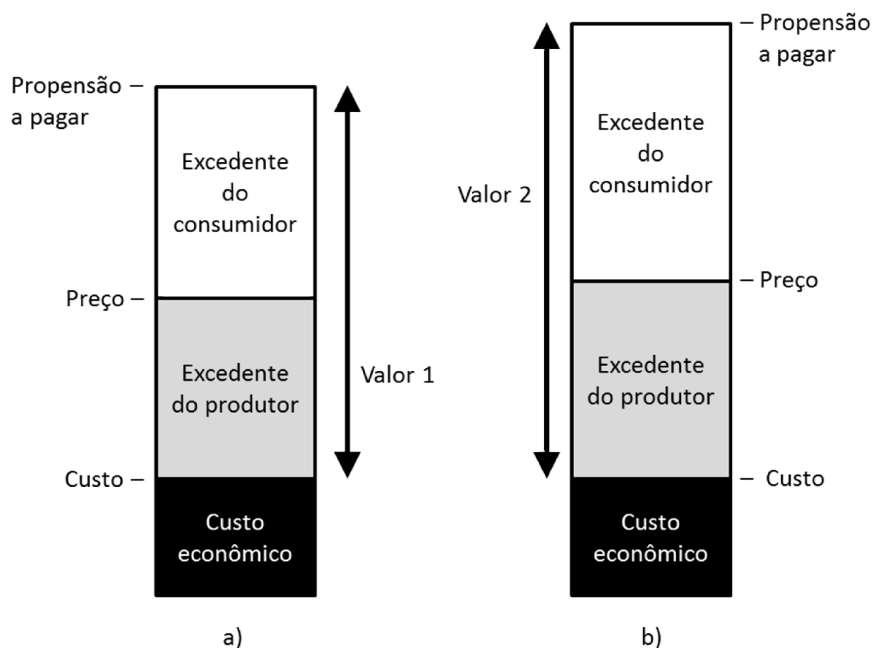 Propensão
a pagar
Excedente
do
consumidor
Preço
Excedente
do produtor
Valor 1
Custo
Custo
econômico
a)
Propensão
a pagar
Excedente
do
consumidor
Valor 2
Preço
Excedente
do produtor
Custo
Custo
econômico
b)